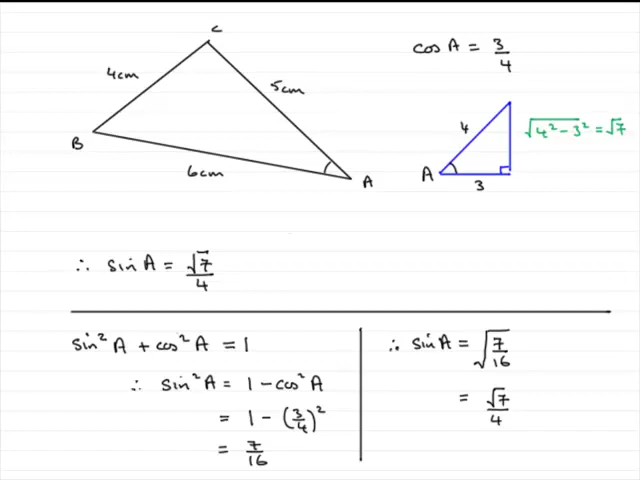 C
4cm
5cm
B
6cm
A
cos A = 3/4
4
√(4² − 3²) = √7
A
3
∴ sin A = √7/4
sin² A + cos² A = 1
∴ sin² A = 1 − cos² A
= 1 − (3/4)²
= 7/16
∴ sin A = √(7/16)
= √7/4